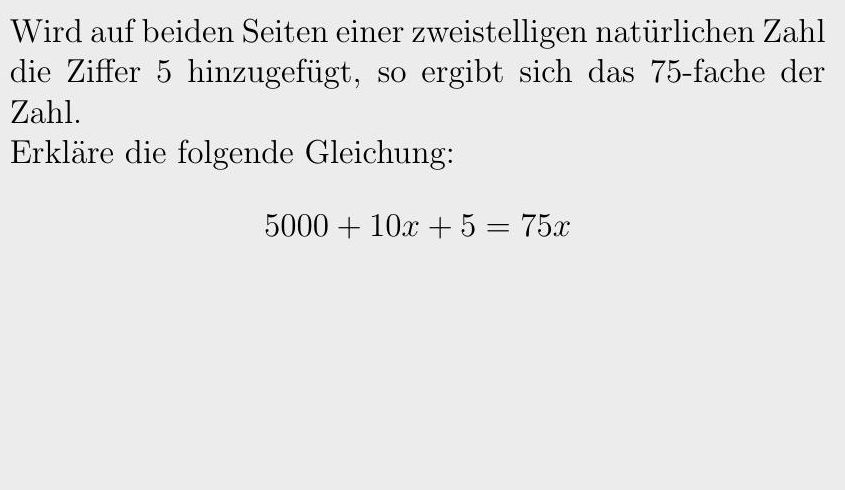 Wird auf beiden Seiten einer zweistelligen natürlichen Zahl
die Ziffer 5 hinzugefügt, so ergibt sich das 75-fache der
Zahl.
Erkläre die folgende Gleichung:
5000 + 10x + 5 = 75x